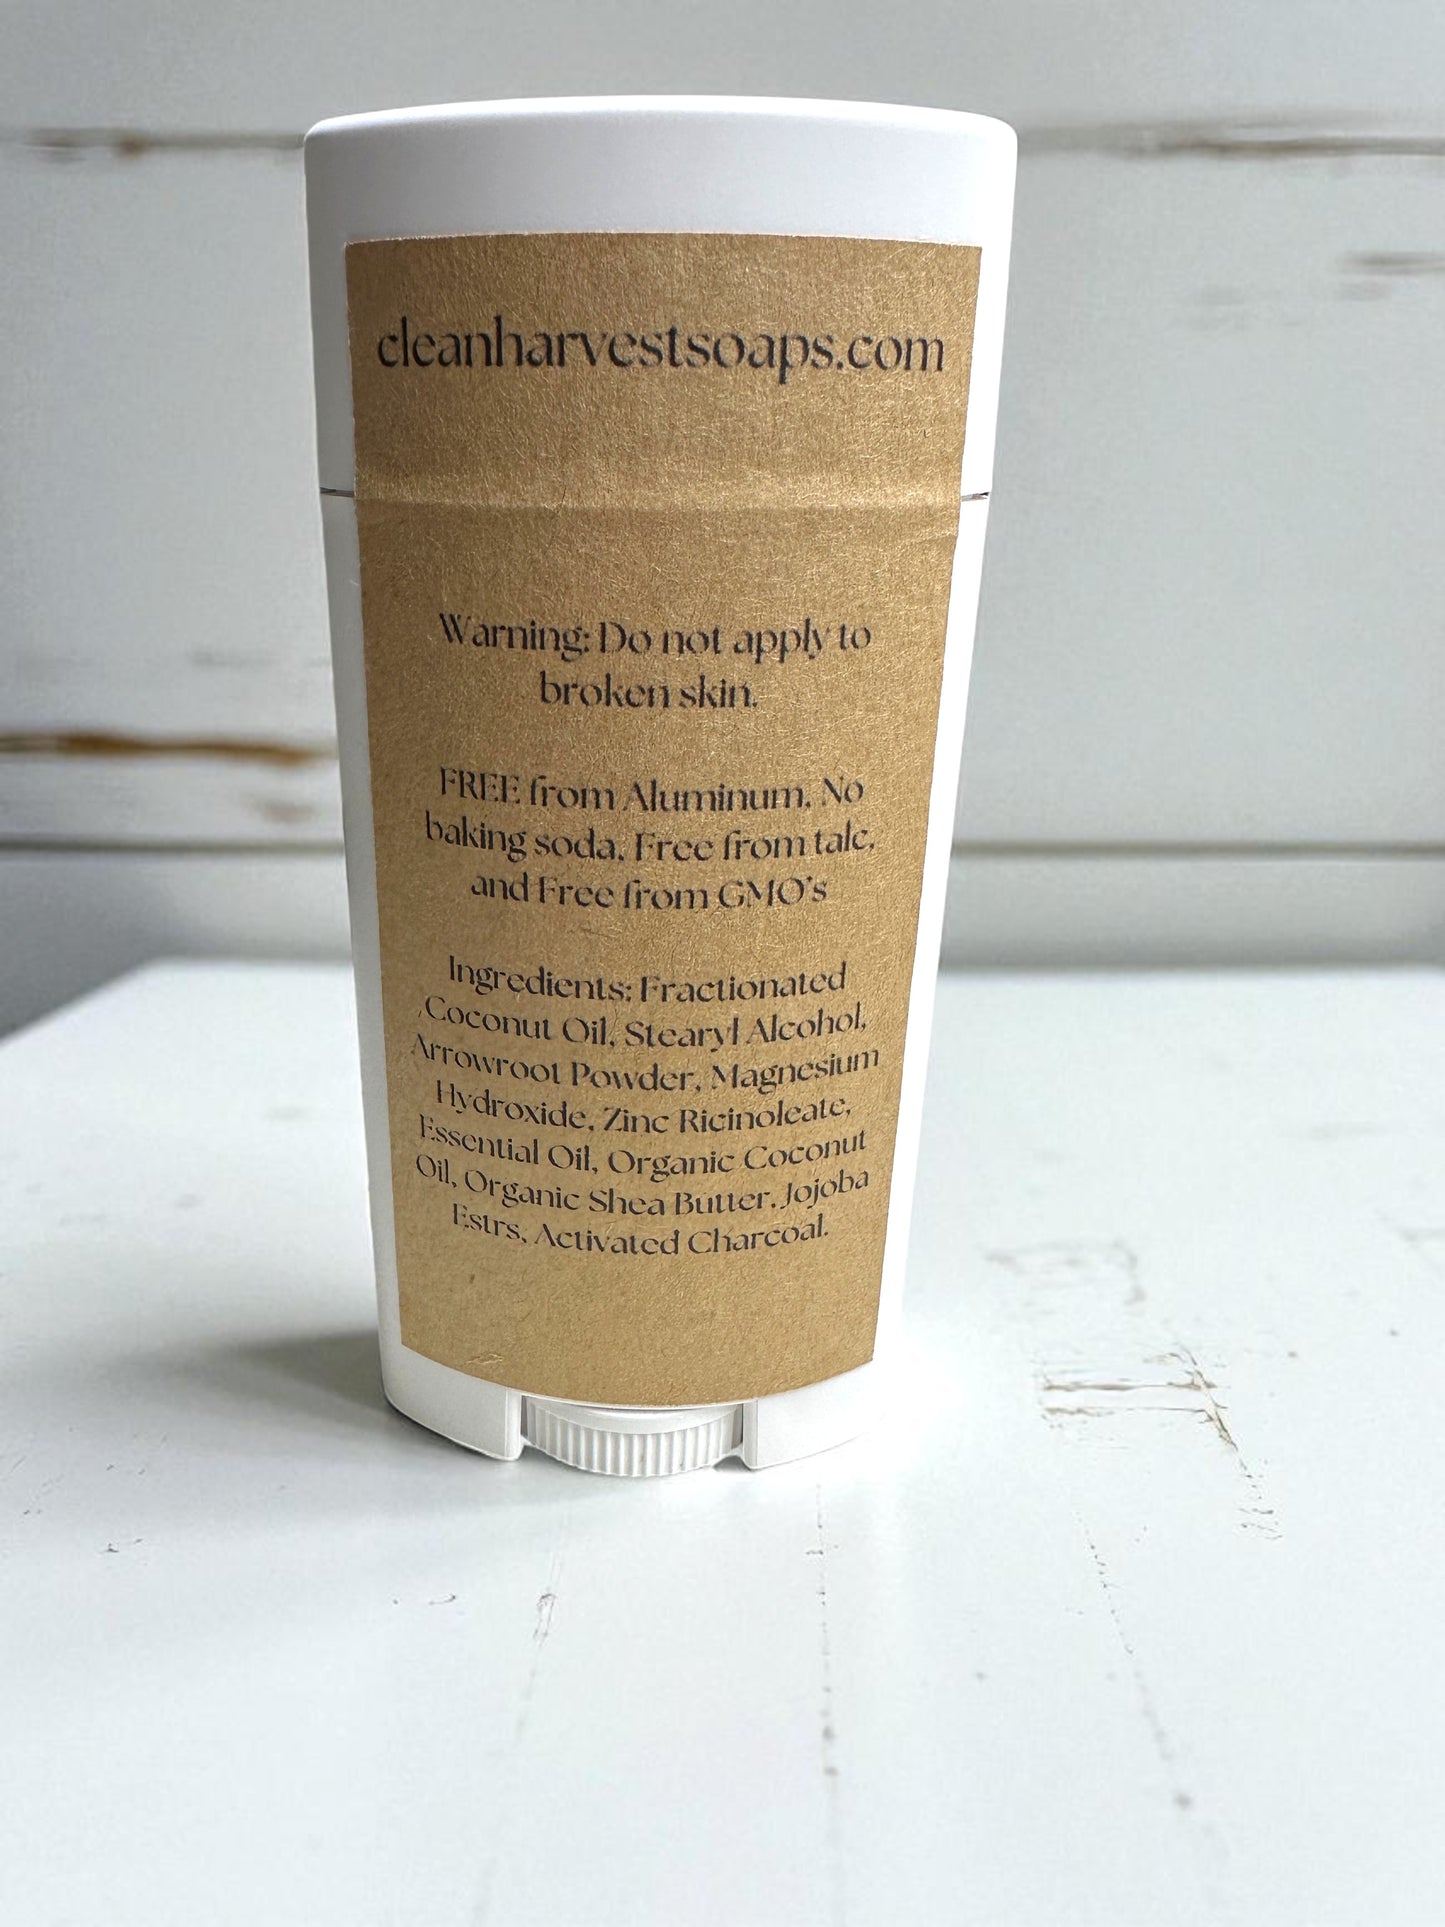 cleanharvestsoaps.com
Warning: Do not apply to
broken skin.
FREE from Aluminum, No
baking soda, Free from talc,
and Free from GMO's
Ingredients: Fractionated
Coconut Oil, Stearyl Alcohol,
Arrowroot Powder, Magnesium
Hydroxide, Zinc Ricinoleate,
Essential Oil, Organic Coconut
Oil, Organic Shea Butter, Jojoba
Estrs, Activated Charcoal.